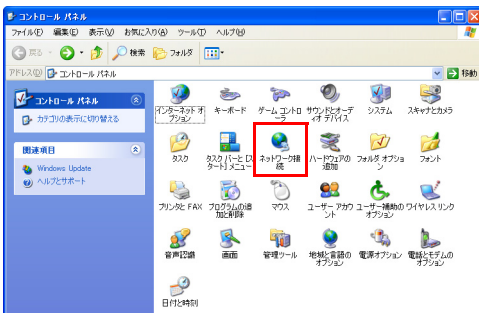 コントロール パネル
ファイル(F) 編集(E) 表示(V) お気に入り(A) ツール(T) ヘルプ(H)
戻る 検索 フォルダ
アドレス(D) コントロール パネル 移動
コントロール パネル
カテゴリの表示に切り替える
関連項目
Windows Update
ヘルプとサポート
インターネット オプション
キーボード
ゲーム コントローラ
サウンドとオーディオ デバイス
システム
スキャナとカメラ
タスク
タスク バーと [スタート] メニュー
ネットワーク接続
ハードウェアの追加
フォルダ オプション
フォント
プリンタと FAX
プログラムの追加と削除
マウス
ユーザー アカウント
ユーザー補助のオプション
ワイヤレス リンク
音声認識
画面
管理ツール
地域と言語のオプション
電源オプション
電話とモデムのオプション
日付と時刻